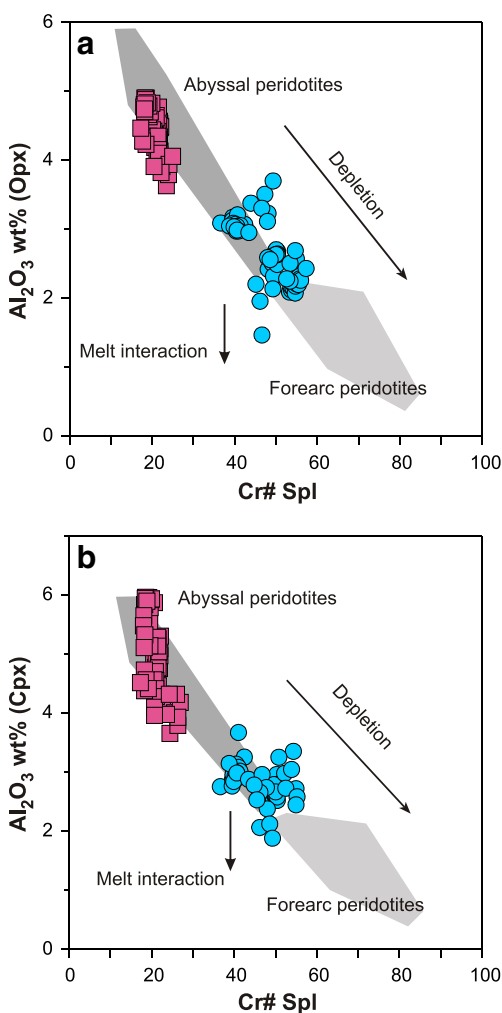 a
6
4
2
0
Al₂O₃ wt% (Opx)
Abyssal peridotites
Depletion
Melt interaction
Forearc peridotites
0 20 40 60 80 100
Cr# Spl
b
6
4
2
0
Al₂O₃ wt% (Cpx)
Abyssal peridotites
Depletion
Melt interaction
Forearc peridotites
0 20 40 60 80 100
Cr# Spl